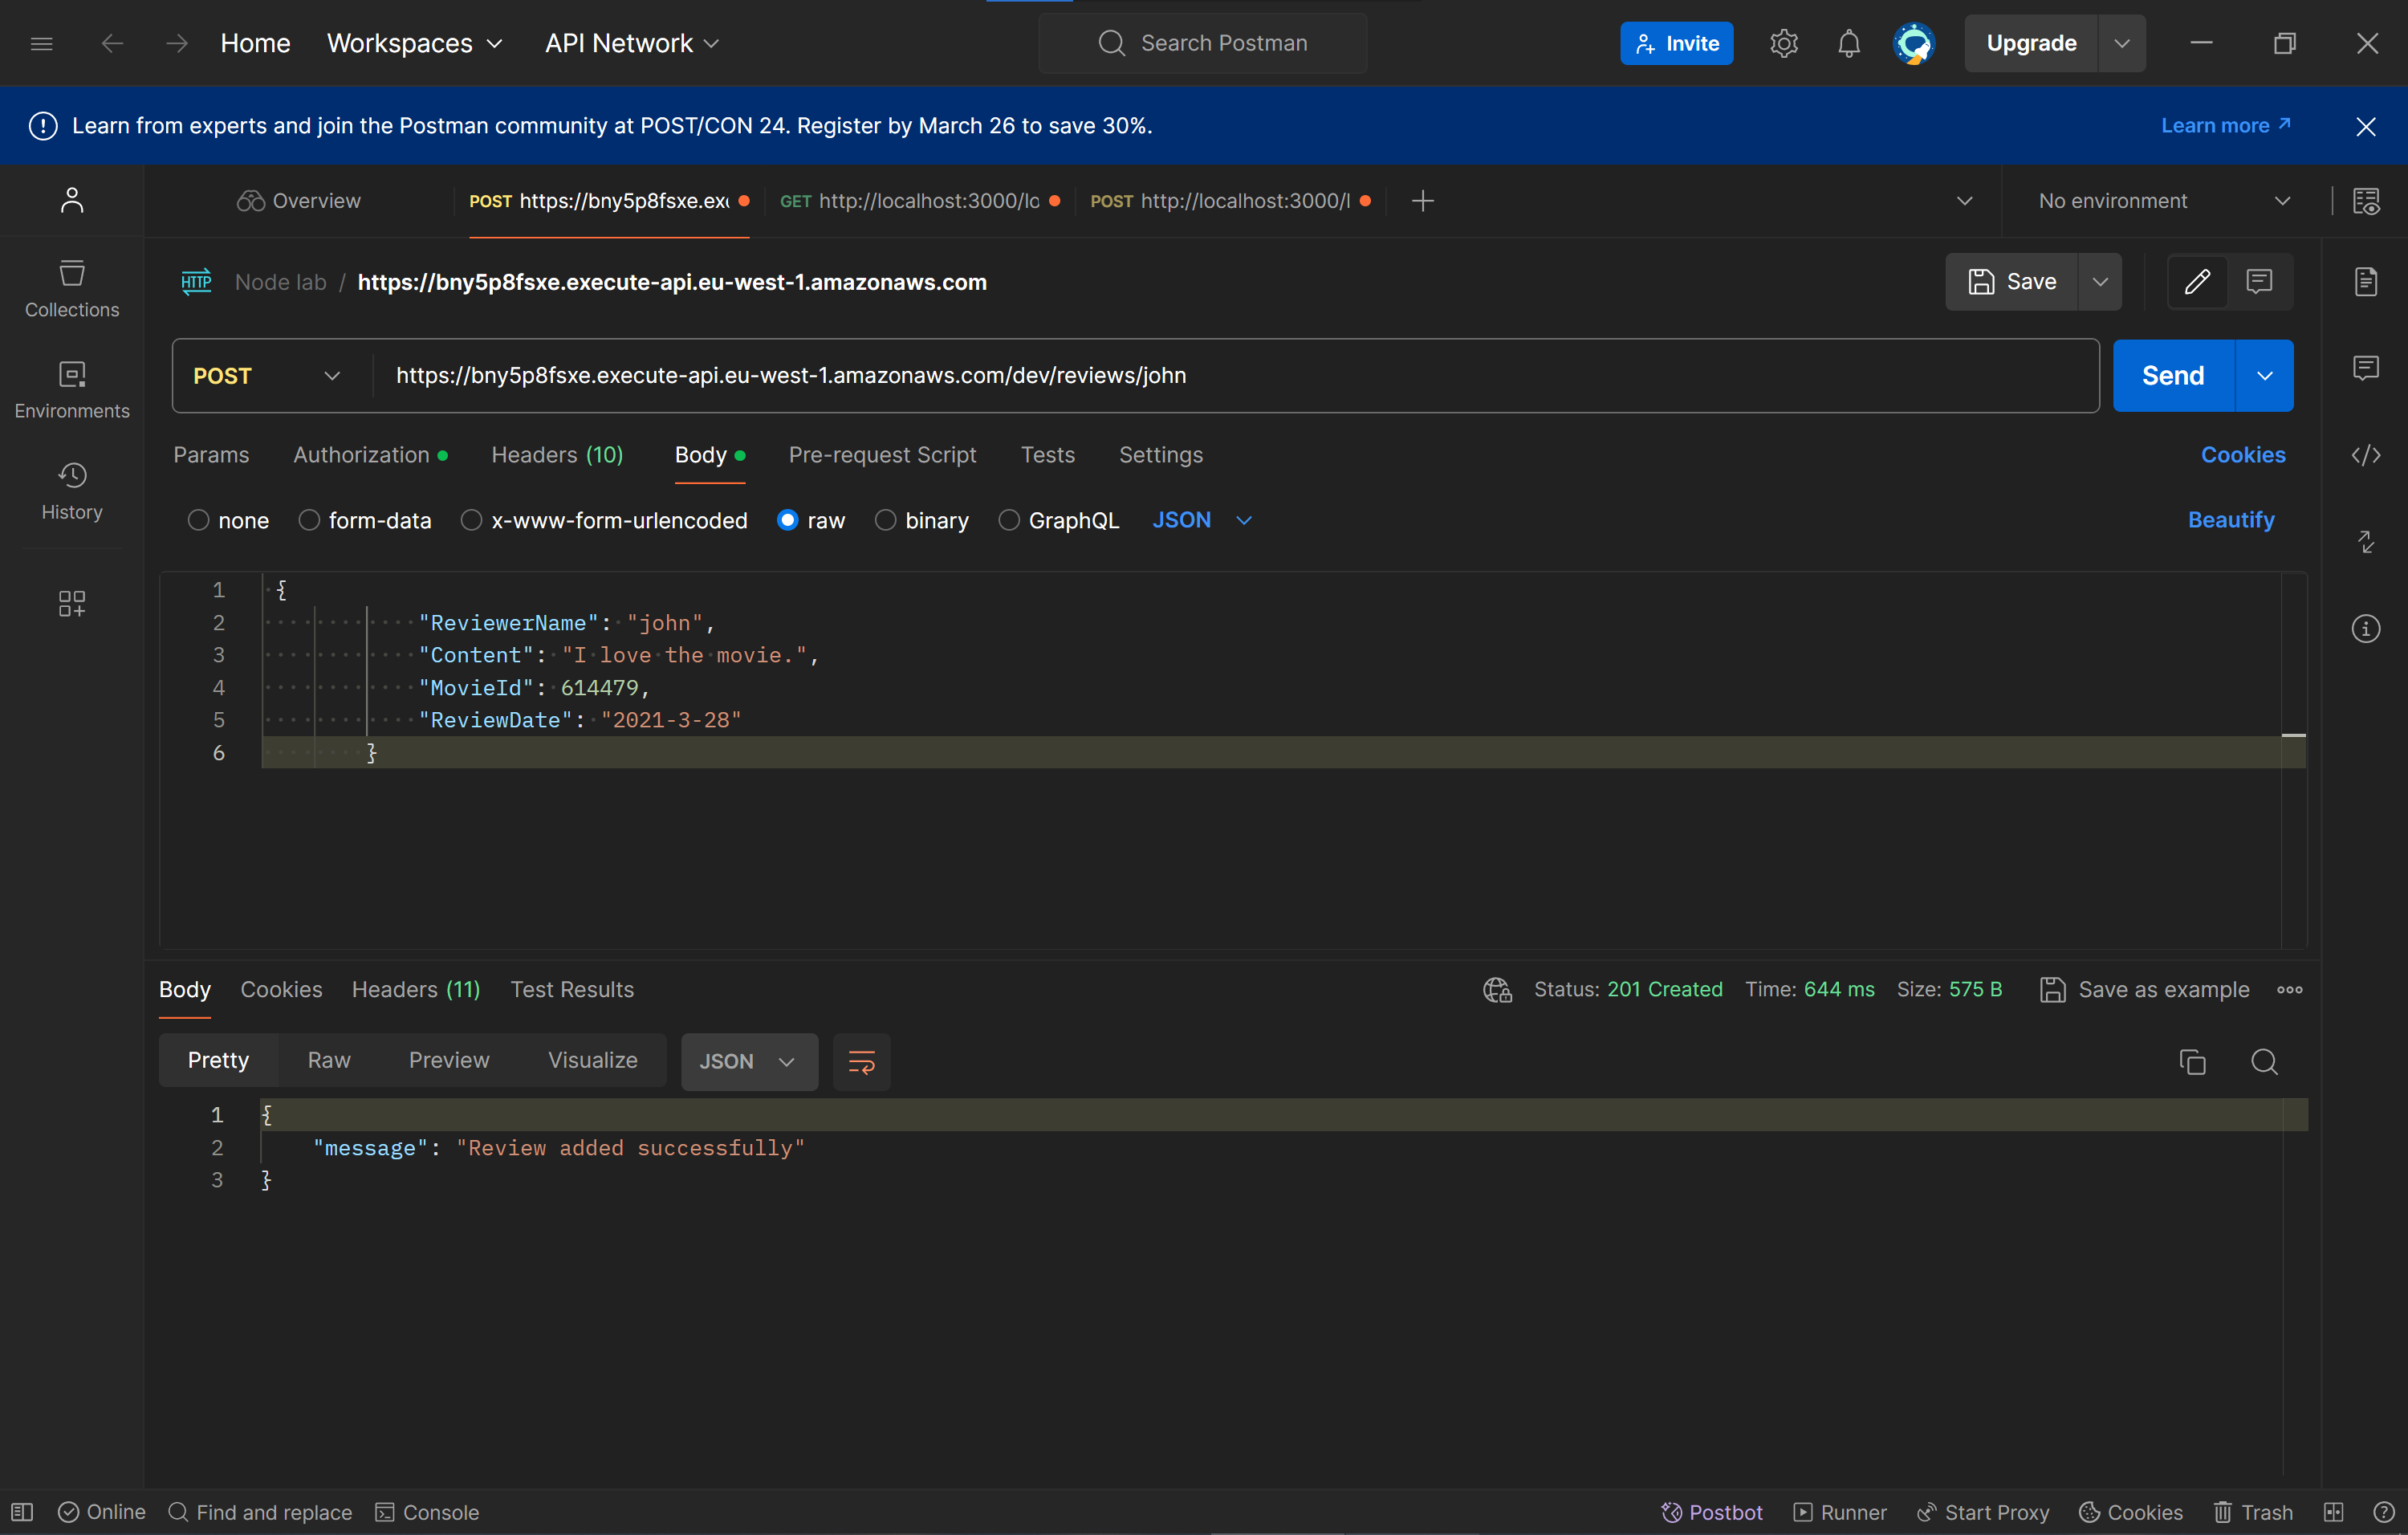 Home Workspaces API Network Search Postman Invite Upgrade
Learn from experts and join the Postman community at POST/CON 24. Register by March 26 to save 30%. Learn more
Overview POST https://bny5p8fsxe.exe GET http://localhost:3000/lo POST http://localhost:3000/l No environment
HTTP Node lab / https://bny5p8fsxe.execute-api.eu-west-1.amazonaws.com Save
Collections
Environments
History
POST https://bny5p8fsxe.execute-api.eu-west-1.amazonaws.com/dev/reviews/john Send
Params Authorization Headers (10) Body Pre-request Script Tests Settings Cookies
none form-data x-www-form-urlencoded raw binary GraphQL JSON Beautify
1 {
2 "ReviewerName": "john",
3 "Content": "I love the movie.",
4 "MovieId": 614479,
5 "ReviewDate": "2021-3-28"
6 }
Body Cookies Headers (11) Test Results Status: 201 Created Time: 644 ms Size: 575 B Save as example
Pretty Raw Preview Visualize JSON
1 {
2 "message": "Review added successfully"
3 }
Online Find and replace Console Postbot Runner Start Proxy Cookies Trash